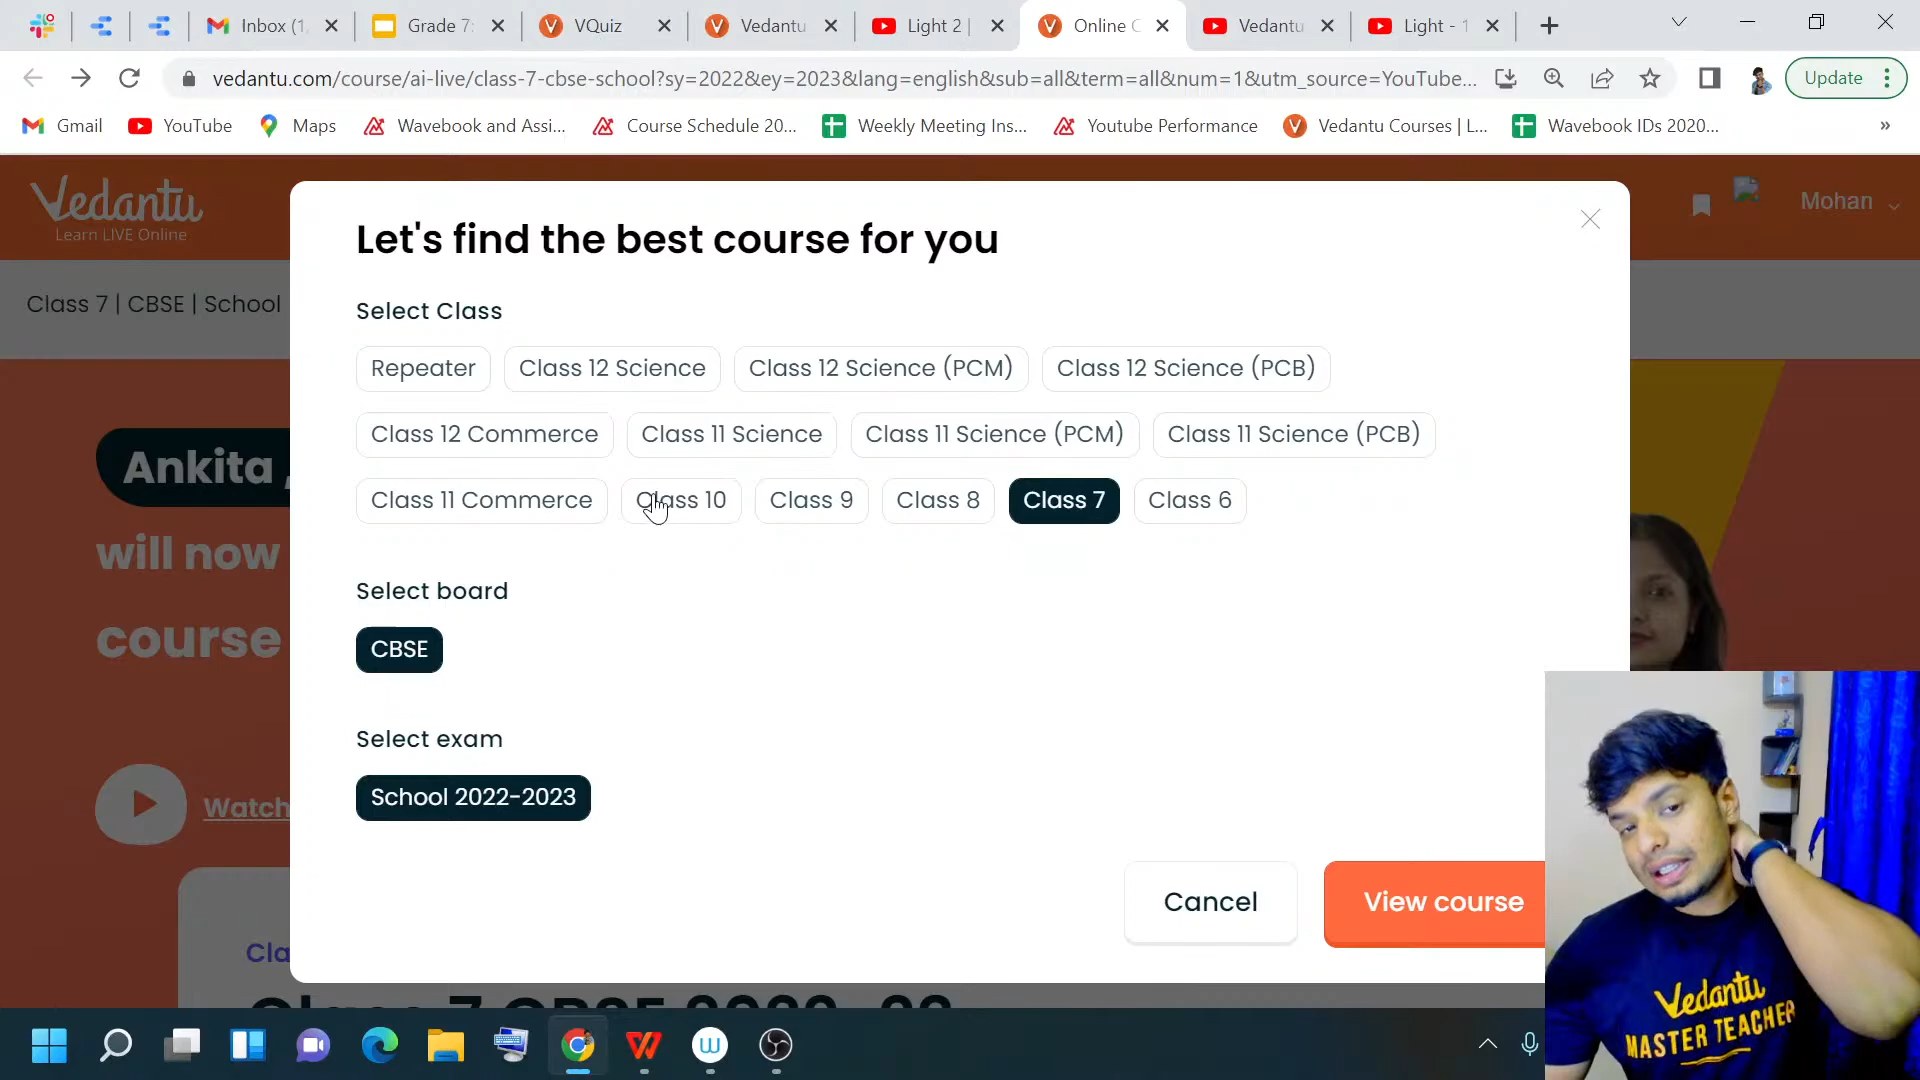 Inbox (1,
Grade 7:
VQuiz
Vedantu
Light 2 |
Online C
Vedantu
Light - 1
vedantu.com/course/ai-live/class-7-cbse-school?sy=2022&ey=2023&lang=english&sub=all&term=all&num=1&utm_source=YouTube...
Update
Gmail
YouTube
Maps
Wavebook and Assi...
Course Schedule 20...
Weekly Meeting Ins...
Youtube Performance
Vedantu Courses | L...
Wavebook IDs 2020...
»
Vedantu
Learn LIVE Online
Mohan
Class 7 | CBSE | School
Let's find the best course for you
Select Class
Repeater
Class 12 Science
Class 12 Science (PCM)
Class 12 Science (PCB)
Class 12 Commerce
Class 11 Science
Class 11 Science (PCM)
Class 11 Science (PCB)
Class 11 Commerce
Class 10
Class 9
Class 8
Class 7
Class 6
Select board
CBSE
Select exam
School 2022-2023
Cancel
View course
Ankita ,
will now
course
Watch
Cla
Class 7 CBSE 2022-23
Vedantu
MASTER TEACHER